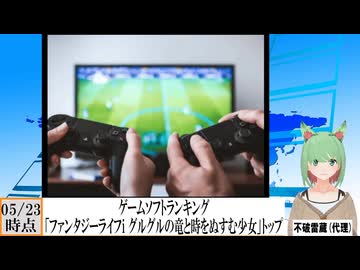 05/23
時点
ゲームソフトランキング
「ファンタジーライフi グルグルの竜と時をぬすむ少女」トップ
不破雷蔵(代理)